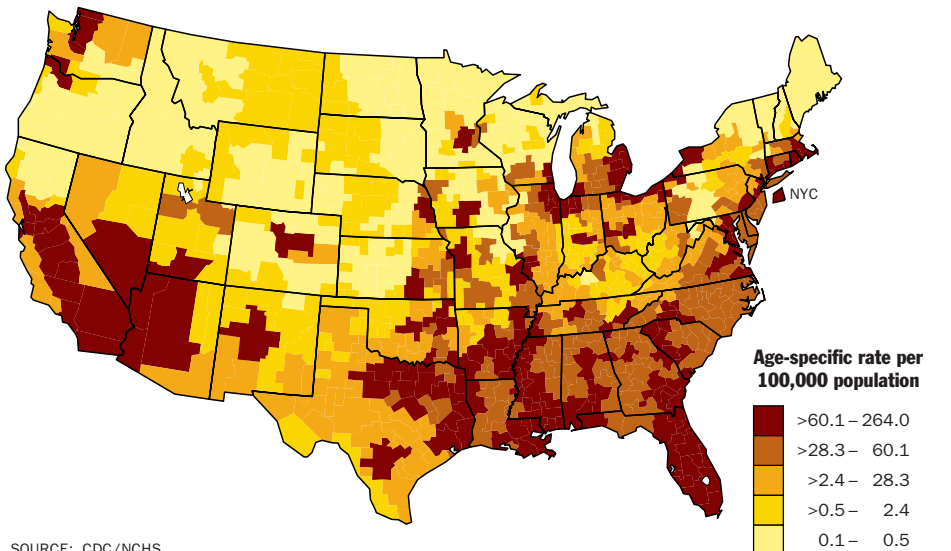 NYC
Age-specific rate per
100,000 population
>60.1 – 264.0
>28.3 – 60.1
>2.4 – 28.3
>0.5 – 2.4
0.1 – 0.5
SOURCE: CDC/NCHS